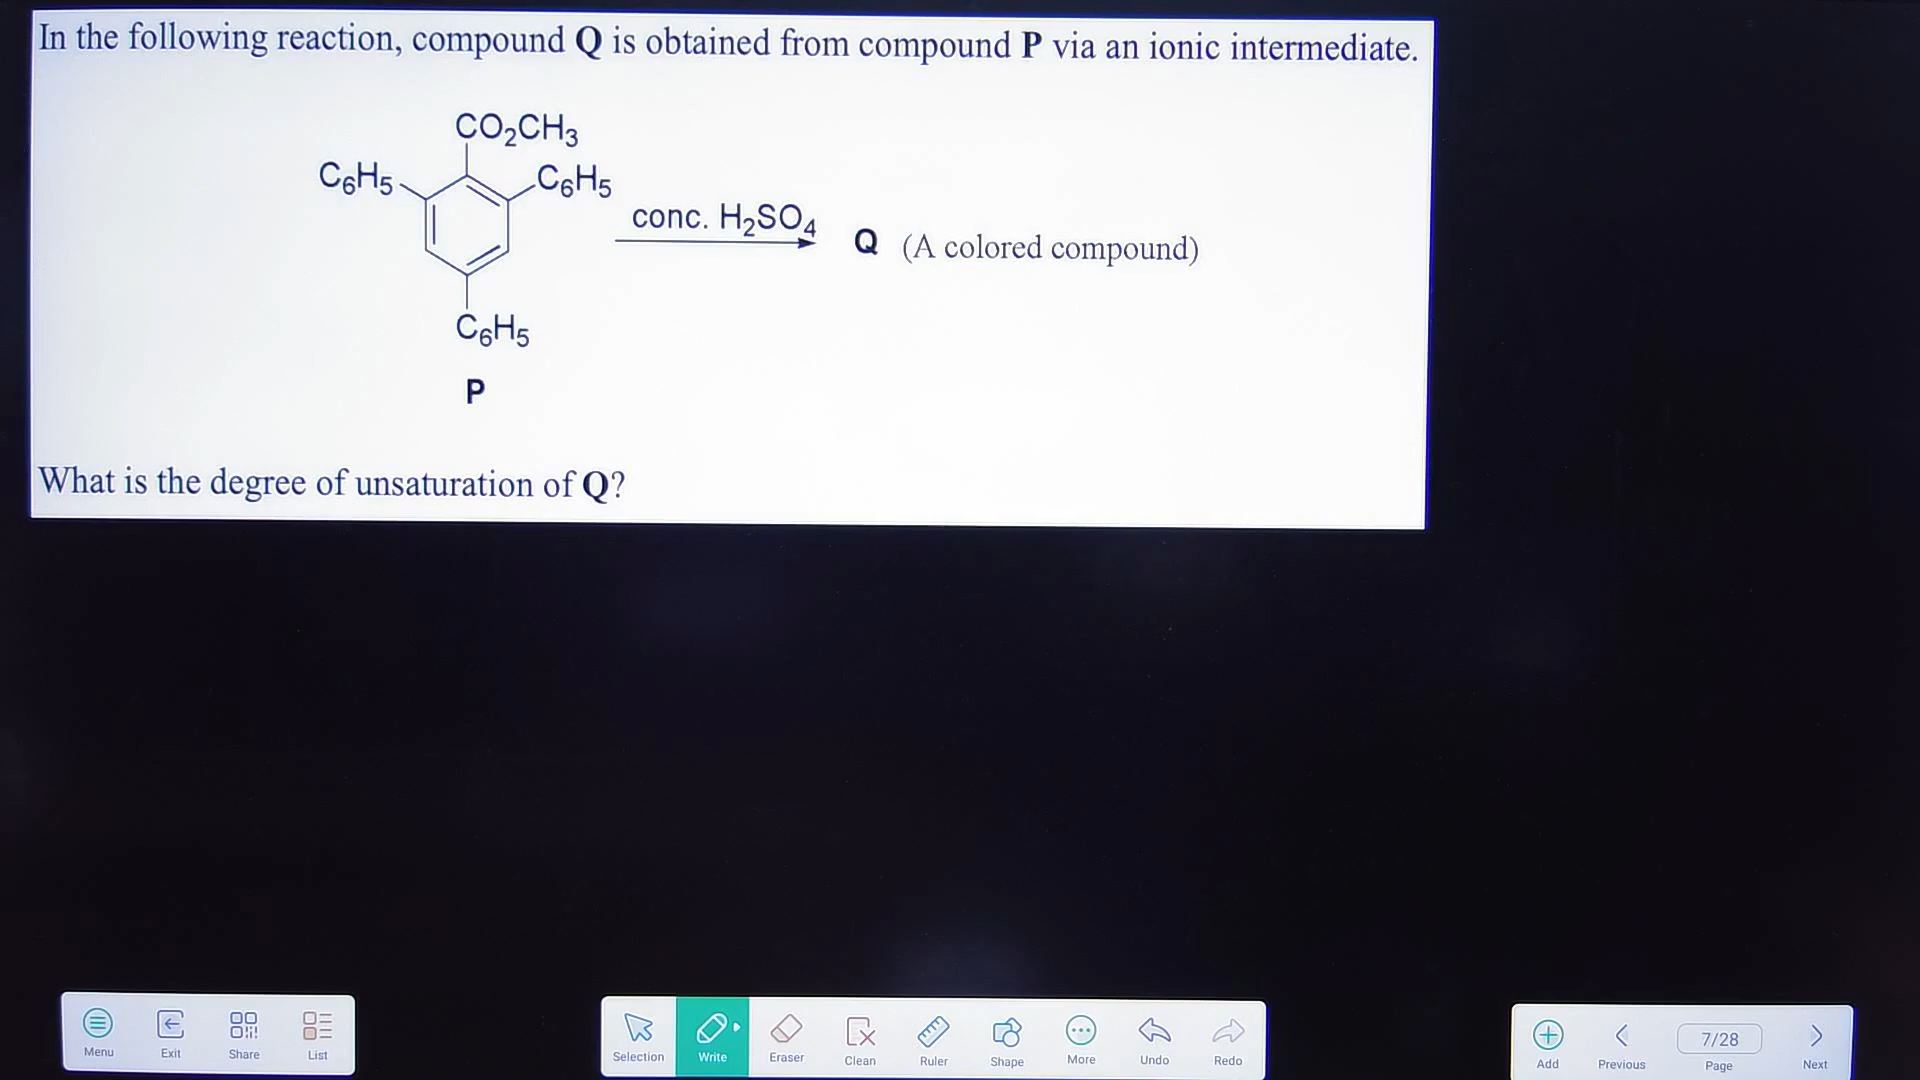 In the following reaction, compound Q is obtained from compound P via an ionic intermediate.
CO2CH3
C6H5
C6H5
conc. H2SO4
Q (A colored compound)
C6H5
P
What is the degree of unsaturation of Q?
Menu
Exit
Share
List
Selection
Write
Eraser
Clean
Ruler
Shape
More
Undo
Redo
Add
Previous
7/28
Page
Next